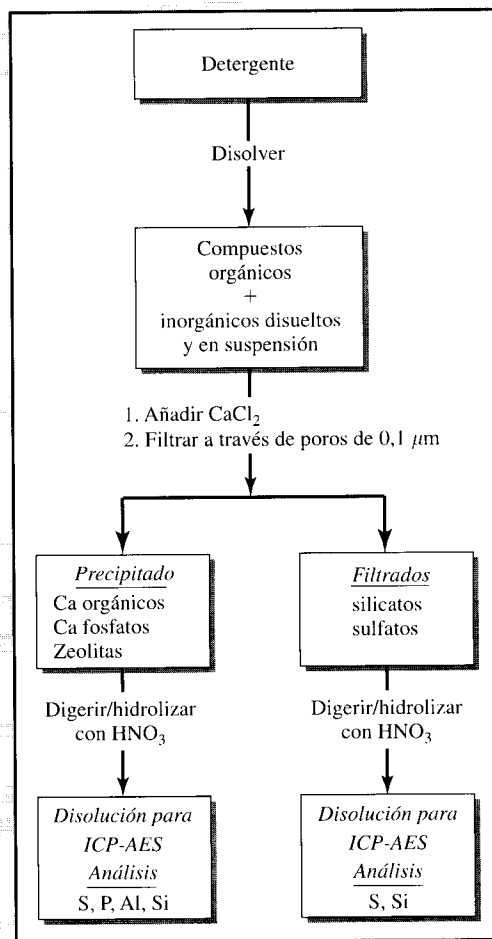 Detergente
Disolver
Compuestos
orgánicos
+
inorgánicos disueltos
y en suspensión
1. Añadir CaCl₂
2. Filtrar a través de poros de 0,1 μm
Precipitado
Ca orgánicos
Ca fosfatos
Zeolitas
Digerir/hidrolizar
con HNO₃
Disolución para
ICP-AES
Análisis
S, P, Al, Si
Filtrados
silicatos
sulfatos
Digerir/hidrolizar
con HNO₃
Disolución para
ICP-AES
Análisis
S, Si